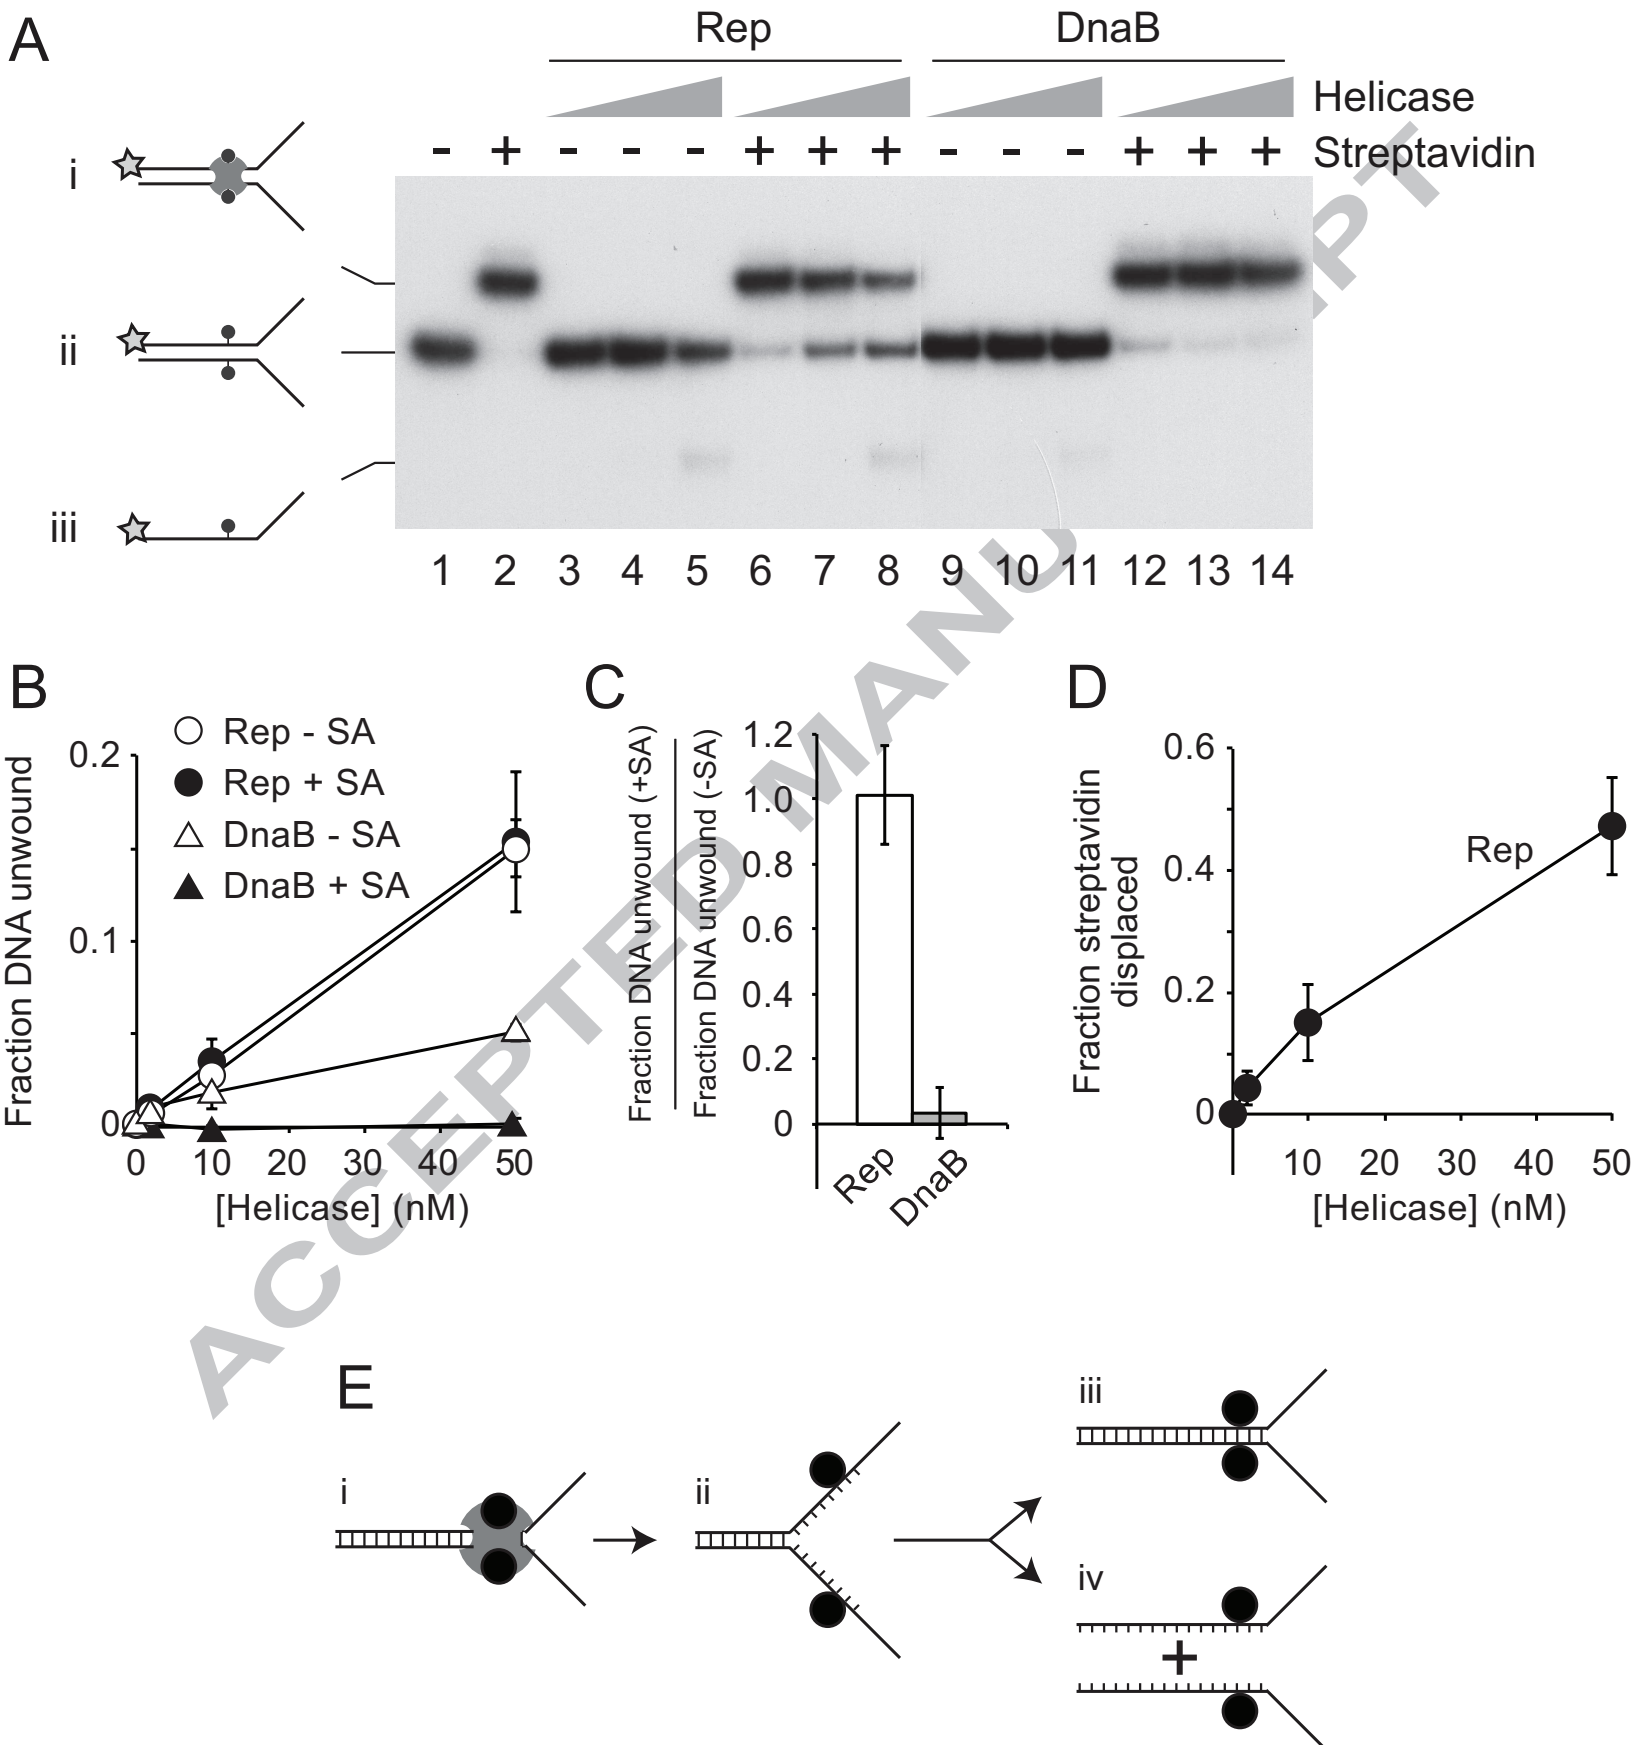 A
Rep
DnaB
Helicase
- + - - - + + + - - - + + + Streptavidin
i
ii
iii
1 2 3 4 5 6 7 8 9 10 11 12 13 14
B
Rep - SA
Rep + SA
DnaB - SA
DnaB + SA
Fraction DNA unwound
0.2
0.1
0
0 10 20 30 40 50
[Helicase] (nM)
C
Fraction DNA unwound (+SA)
Fraction DNA unwound (-SA)
1.2
1.0
0.8
0.6
0.4
0.2
0
Rep
DnaB
D
Fraction streptavidin
displaced
0.6
0.4
0.2
0
Rep
10 20 30 40 50
[Helicase] (nM)
E
i
ii
iii
iv
+
ACCEPTED MANUSCRIPT